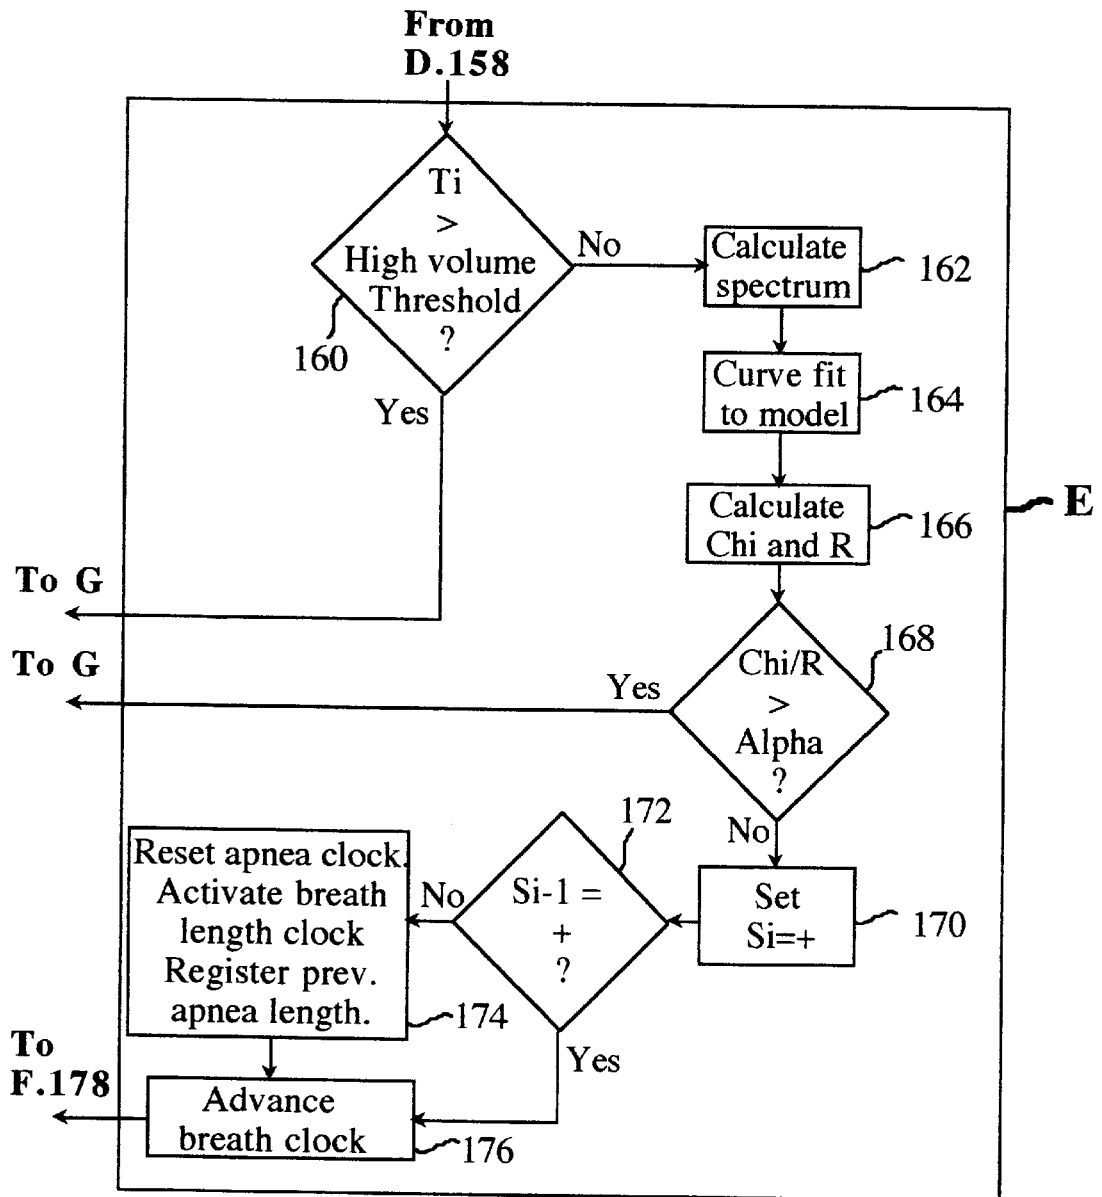 From
D.158
Ti
>
High volume
Threshold
?
160
No
Yes
Calculate
spectrum
162
Curve fit
to model
164
Calculate
Chi and R
166
E
To G
To G
Yes
Chi/R
>
Alpha
?
168
No
Set
Si=+
170
172
Si-1 =
+
?
No
Yes
Reset apnea clock.
Activate breath
length clock
Register prev.
apnea length.
174
To
F.178
Advance
breath clock
176